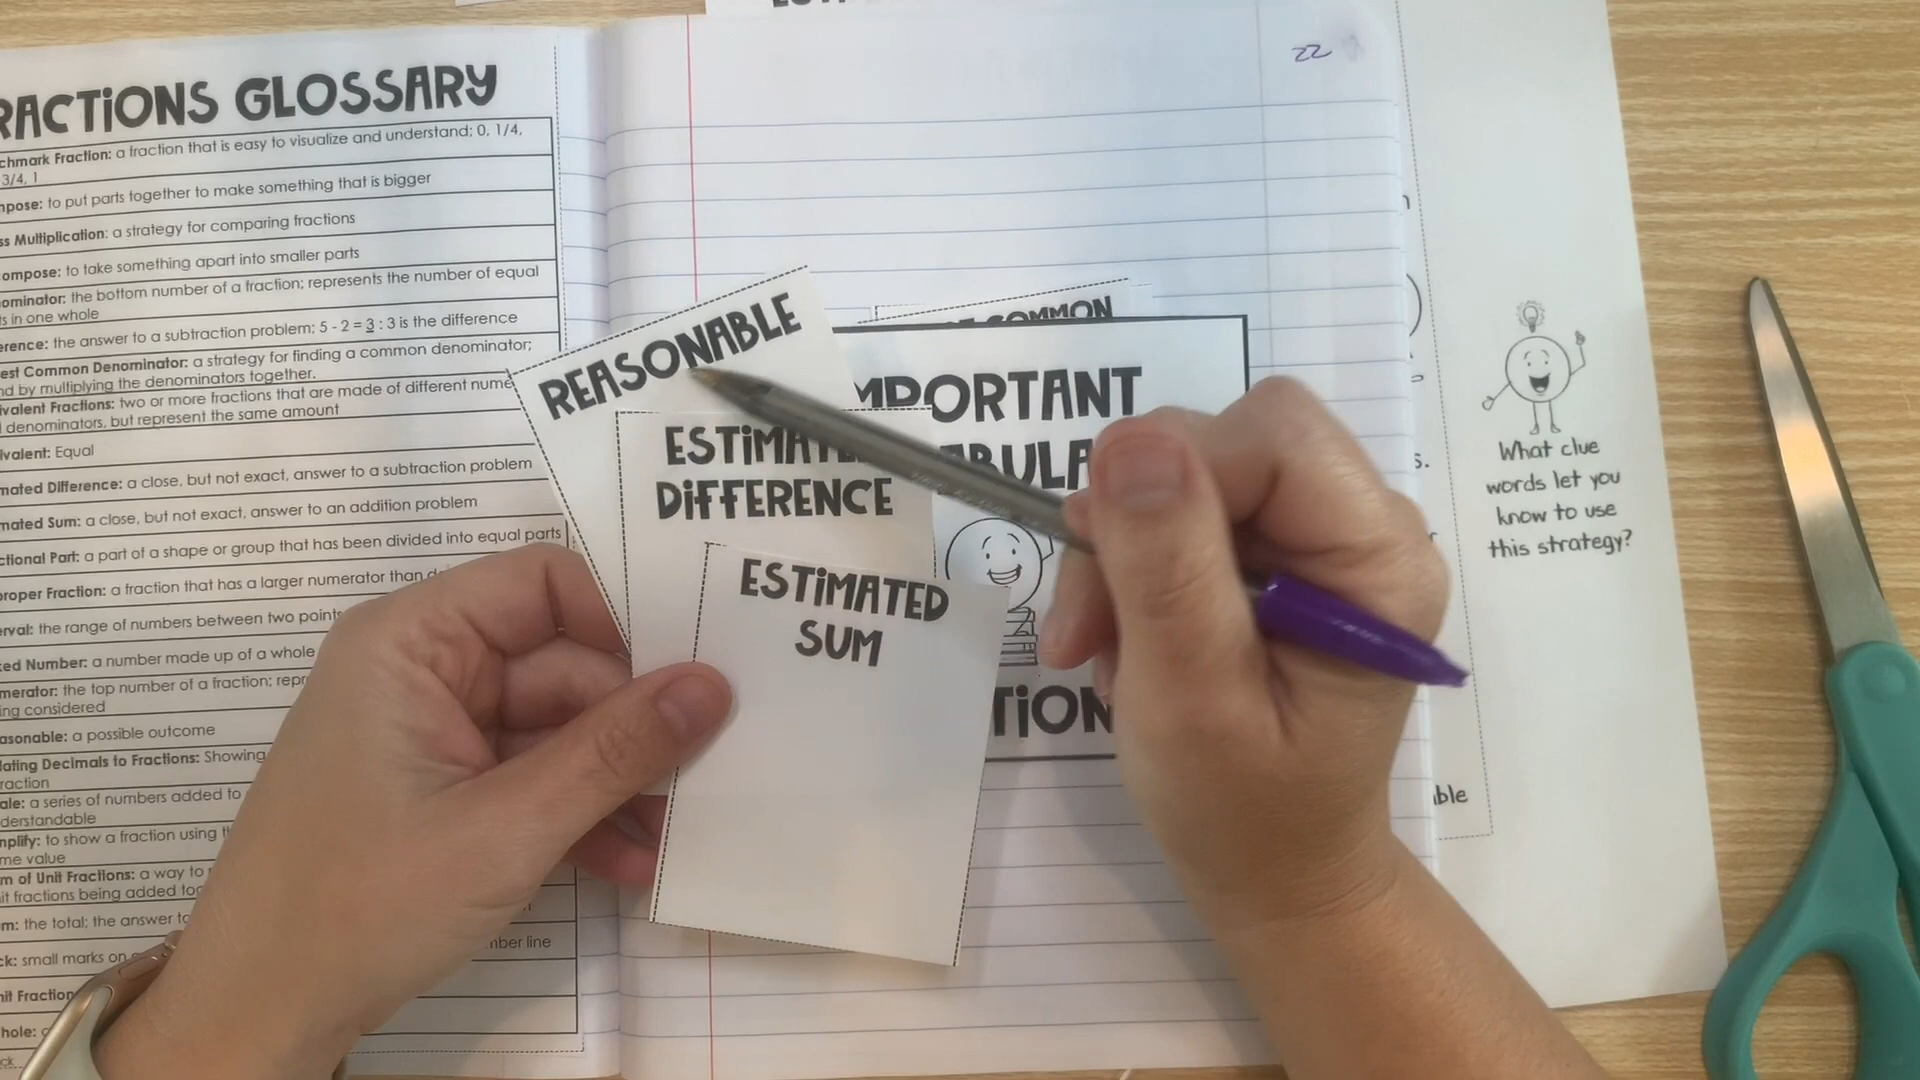 RACTIONS GLOSSARY
chmark Fraction: a fraction that is easy to visualize and understand; 0, 1/4,
3/4, 1
pose: to put parts together to make something that is bigger
ss Multiplication: a strategy for comparing fractions
ompose: to take something apart into smaller parts
ominator: the bottom number of a fraction; represents the number of equal
ts in one whole
erence: the answer to a subtraction problem; 5 - 2 = 3 : 3 is the difference
est Common Denominator: a strategy for finding a common denominator;
nd by multiplying the denominators together.
ivalent Fractions: two or more fractions that are made of different nume
denominators, but represent the same amount
ivalent: Equal
mated Difference: a close, but not exact, answer to a subtraction problem
mated Sum: a close, but not exact, answer to an addition problem
ctional Part: a part of a shape or group that has been divided into equal parts
proper Fraction: a fraction that has a larger numerator than
erval: the range of numbers between two points
ed Number: a number made up of a whole
merator: the top number of a fraction; repr
ing considered
asonable: a possible outcome
lating Decimals to Fractions: Showing
raction
ale: a series of numbers added to
derstandable
mplify: to show a fraction using th
me value
m of Unit Fractions: a way to
it fractions being added tog
m: the total; the answer to
mber line
ck: small marks on
nit Fraction
hole:
22
COMMON
REASONABLE
ESTIMATE
DIFFERENCE
ESTIMATED
SUM
MPORTANT
ABULA
TION
What clue
words let you
know to use
this strategy?
ble